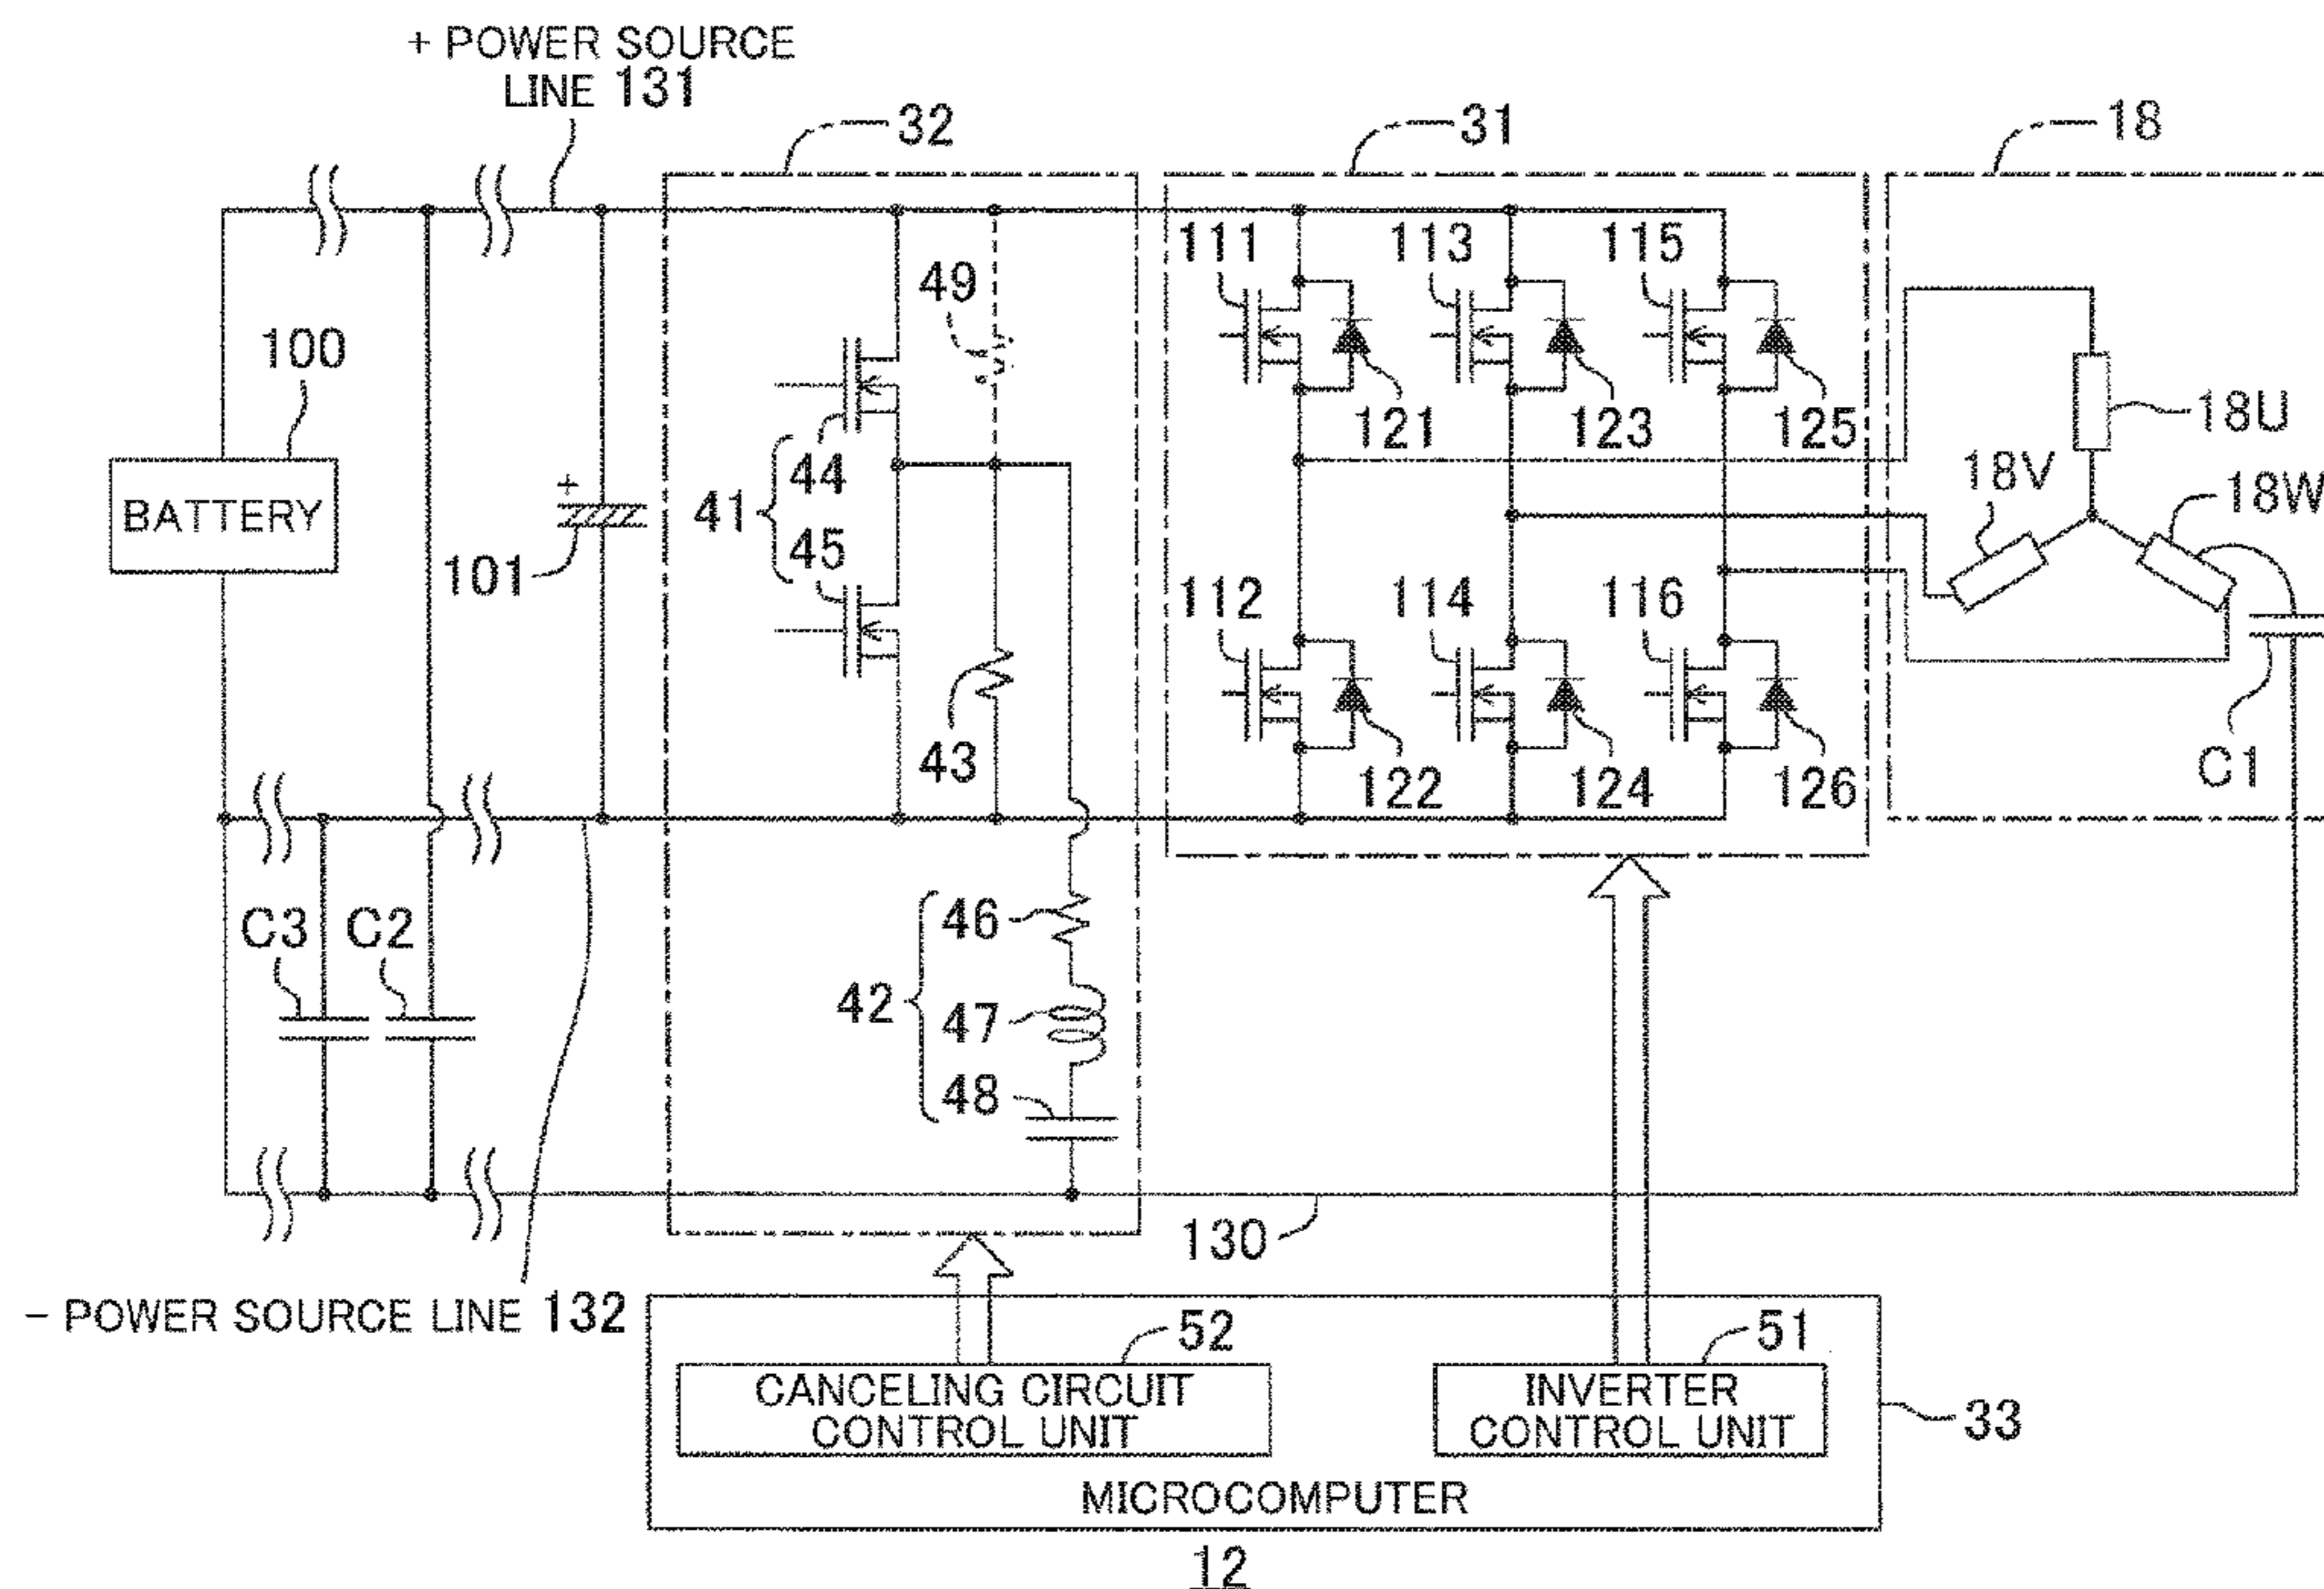 + POWER SOURCE
LINE 131
32
31
18
111
113
115
49
100
121
123
125
18U
44
18V
18W
BATTERY
+
41
45
101
112
114
116
43
122
124
126
C1
C3
C2
46
42
47
48
130
− POWER SOURCE LINE 132
52
51
CANCELING CIRCUIT
CONTROL UNIT
INVERTER
CONTROL UNIT
33
MICROCOMPUTER
12